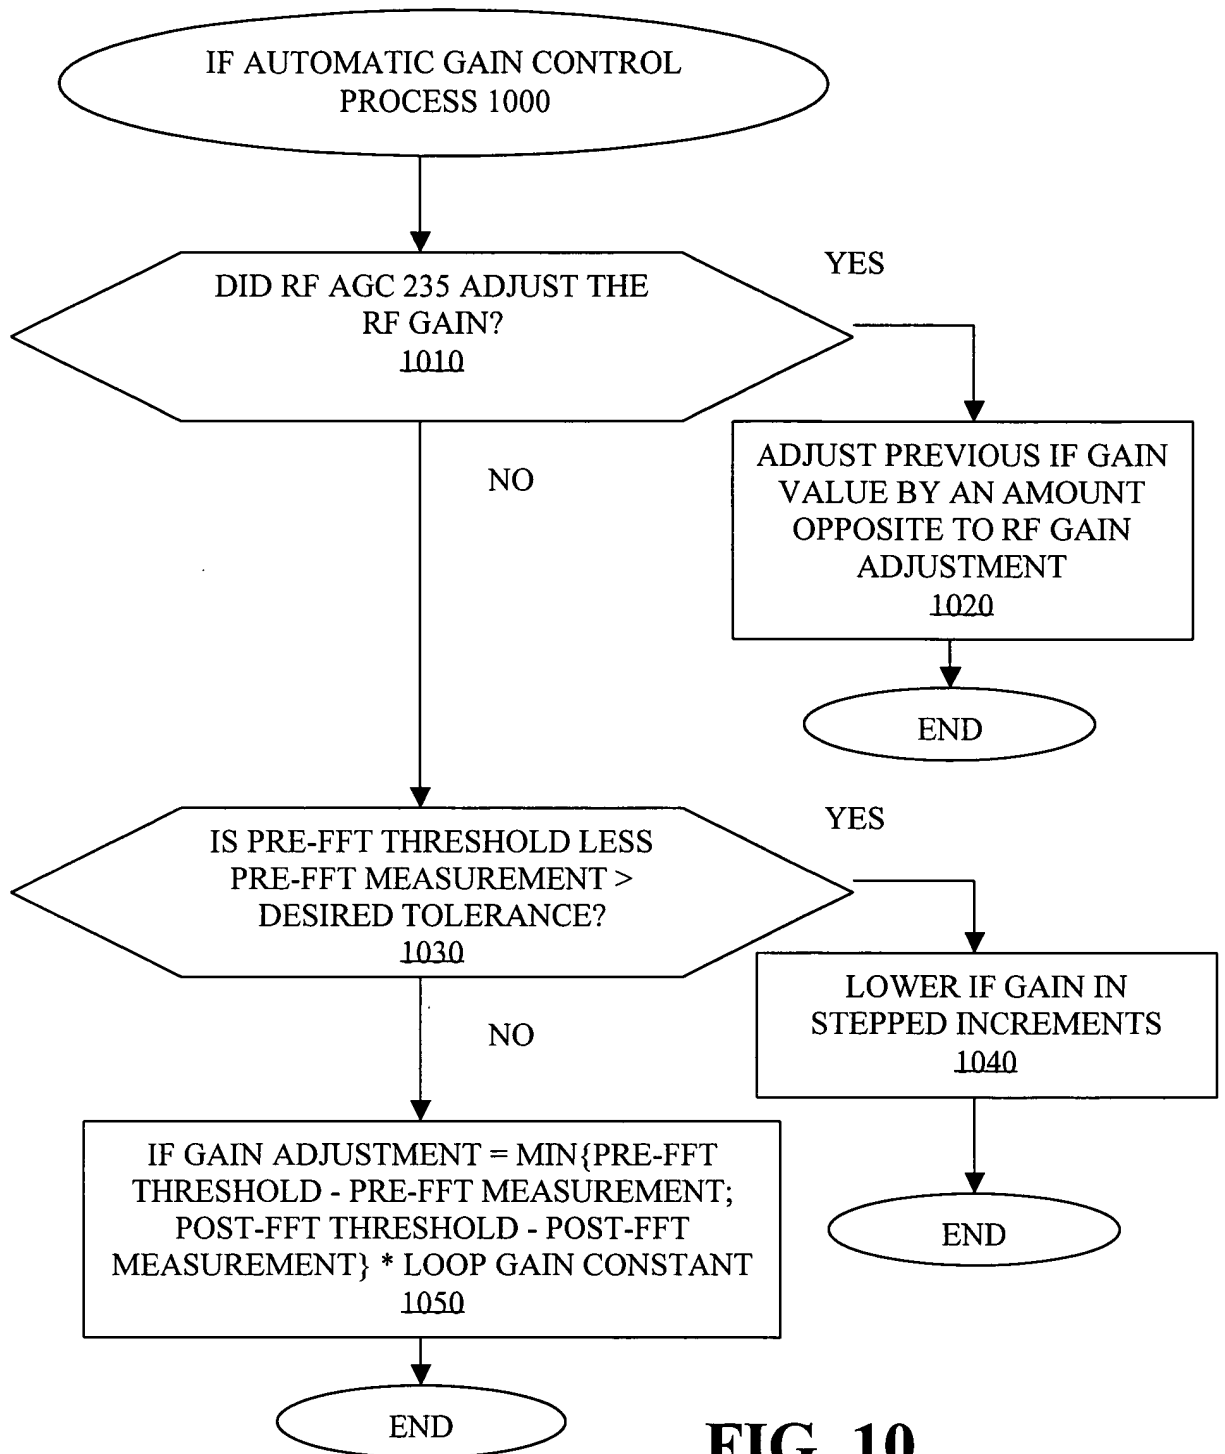 IF AUTOMATIC GAIN CONTROL
PROCESS 1000
DID RF AGC 235 ADJUST THE
RF GAIN?
1010
YES
NO
ADJUST PREVIOUS IF GAIN
VALUE BY AN AMOUNT
OPPOSITE TO RF GAIN
ADJUSTMENT
1020
END
IS PRE-FFT THRESHOLD LESS
PRE-FFT MEASUREMENT >
DESIRED TOLERANCE?
1030
YES
NO
LOWER IF GAIN IN
STEPPED INCREMENTS
1040
END
IF GAIN ADJUSTMENT = MIN{PRE-FFT
THRESHOLD - PRE-FFT MEASUREMENT;
POST-FFT THRESHOLD - POST-FFT
MEASUREMENT} * LOOP GAIN CONSTANT
1050
END
FIG. 10